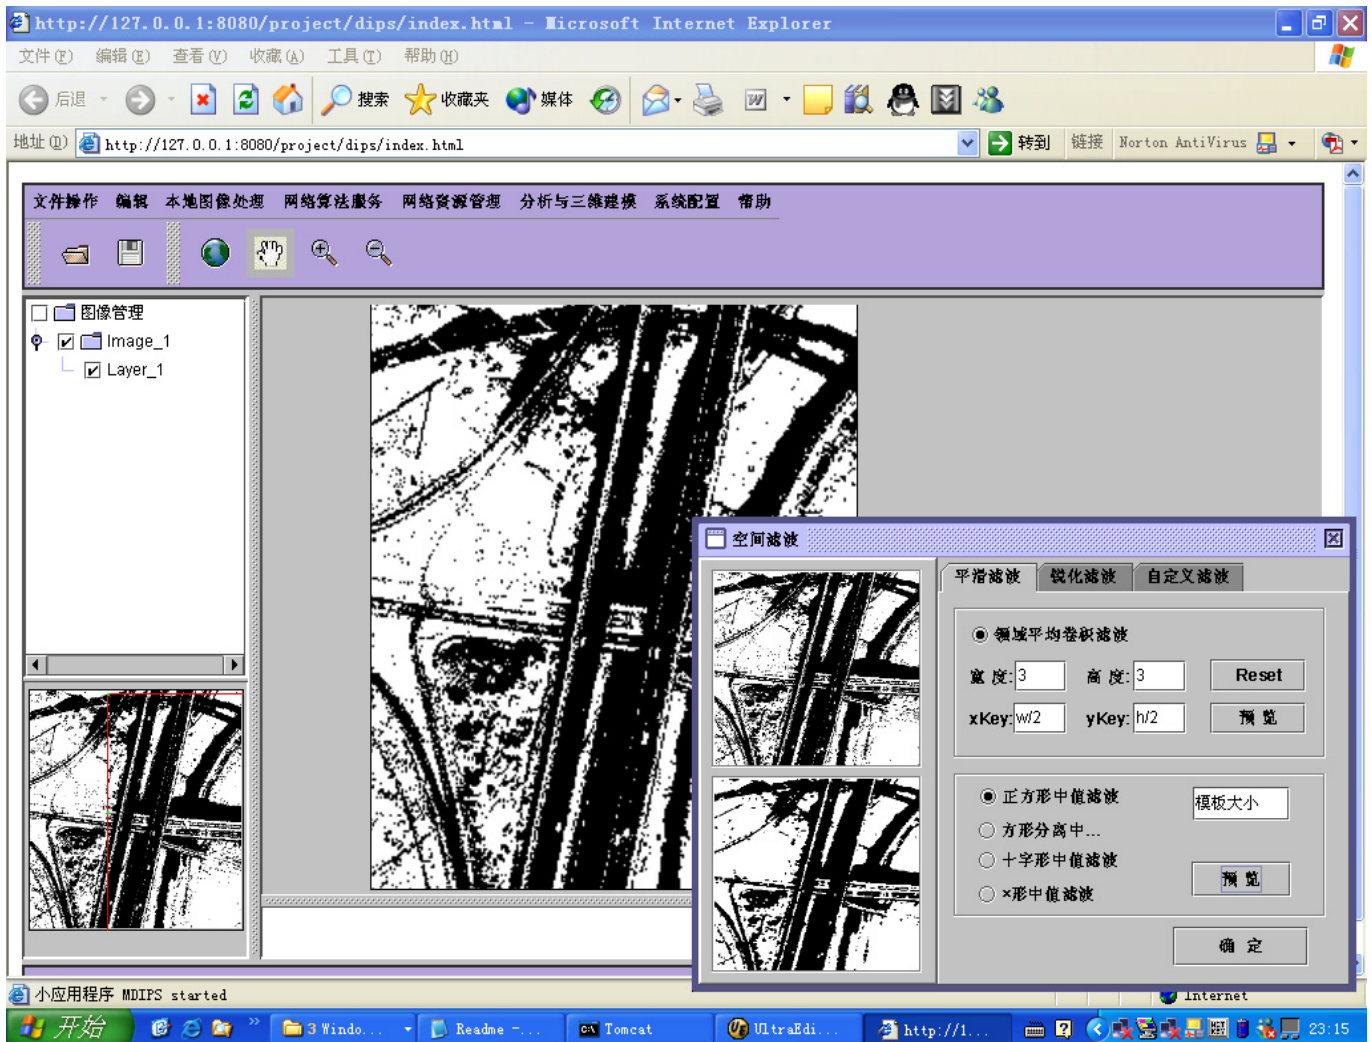 http://127.0.0.1:8080/project/dips/index.html - Microsoft Internet Explorer
文件(F) 编辑(E) 查看(V) 收藏(A) 工具(T) 帮助(H)
后退 搜索 收藏夹 媒体
地址(D) http://127.0.0.1:8080/project/dips/index.html 转到 链接 Norton AntiVirus
文件操作 编辑 本地图像处理 网络算法服务 网络资源管理 分析与三维建模 系统配置 帮助
图像管理
Image_1
Layer_1
空间滤波
平滑滤波 锐化滤波 自定义滤波
领域平均卷积滤波
宽 度: 3 高 度: 3 Reset
xKey: w/2 yKey: h/2 预 览
正方形中值滤波 模板大小
方形分离中...
十字形中值滤波
×形中值滤波 预 览
确 定
小应用程序 MDIPS started Internet
开始 3 Windo... Readme -... Tomcat UltraEdi... http://1... 23:15